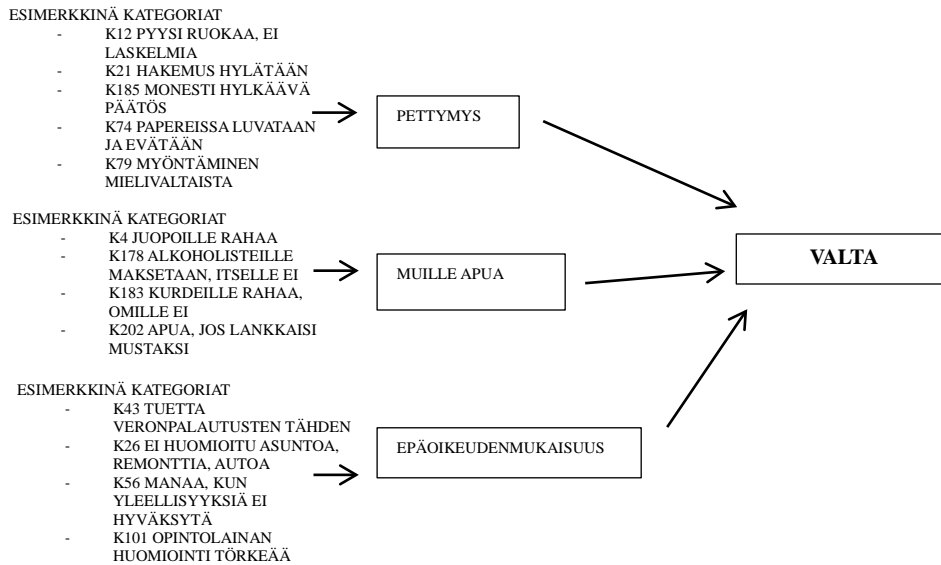 ESIMERKKINÄ KATEGORIAT
- K12 PYYSI RUOKAA, EI
LASKELMIA
- K21 HAKEMUS HYLÄTÄÄN
- K185 MONESTI HYLKÄÄVÄ
PÄÄTÖS
- K74 PAPEREISSA LUVATAAN
JA EVÄTÄÄN
- K79 MYÖNTÄMINEN
MIELIVALTAISTA
PETTYMYS
ESIMERKKINÄ KATEGORIAT
- K4 JUOPOILLE RAHAA
- K178 ALKOHOLISTEILLE
MAKSETAAN, ITSELLE EI
- K183 KURDEILLE RAHAA,
OMILLE EI
- K202 APUA, JOS LANKKAISI
MUSTAKSI
MUILLE APUA
VALTA
ESIMERKKINÄ KATEGORIAT
- K43 TUETTA
VERONPALAUTUSTEN TÄHDEN
- K26 EI HUOMIOITU ASUNTOA,
REMONTTIA, AUTOA
- K56 MANAA, KUN
YLEELLISYYKSIÄ EI
HYVÄKSYTÄ
- K101 OPINTOLAINAN
HUOMIOINTI TÖRKEÄÄ
EPÄOIKEUDENMUKAISUUS